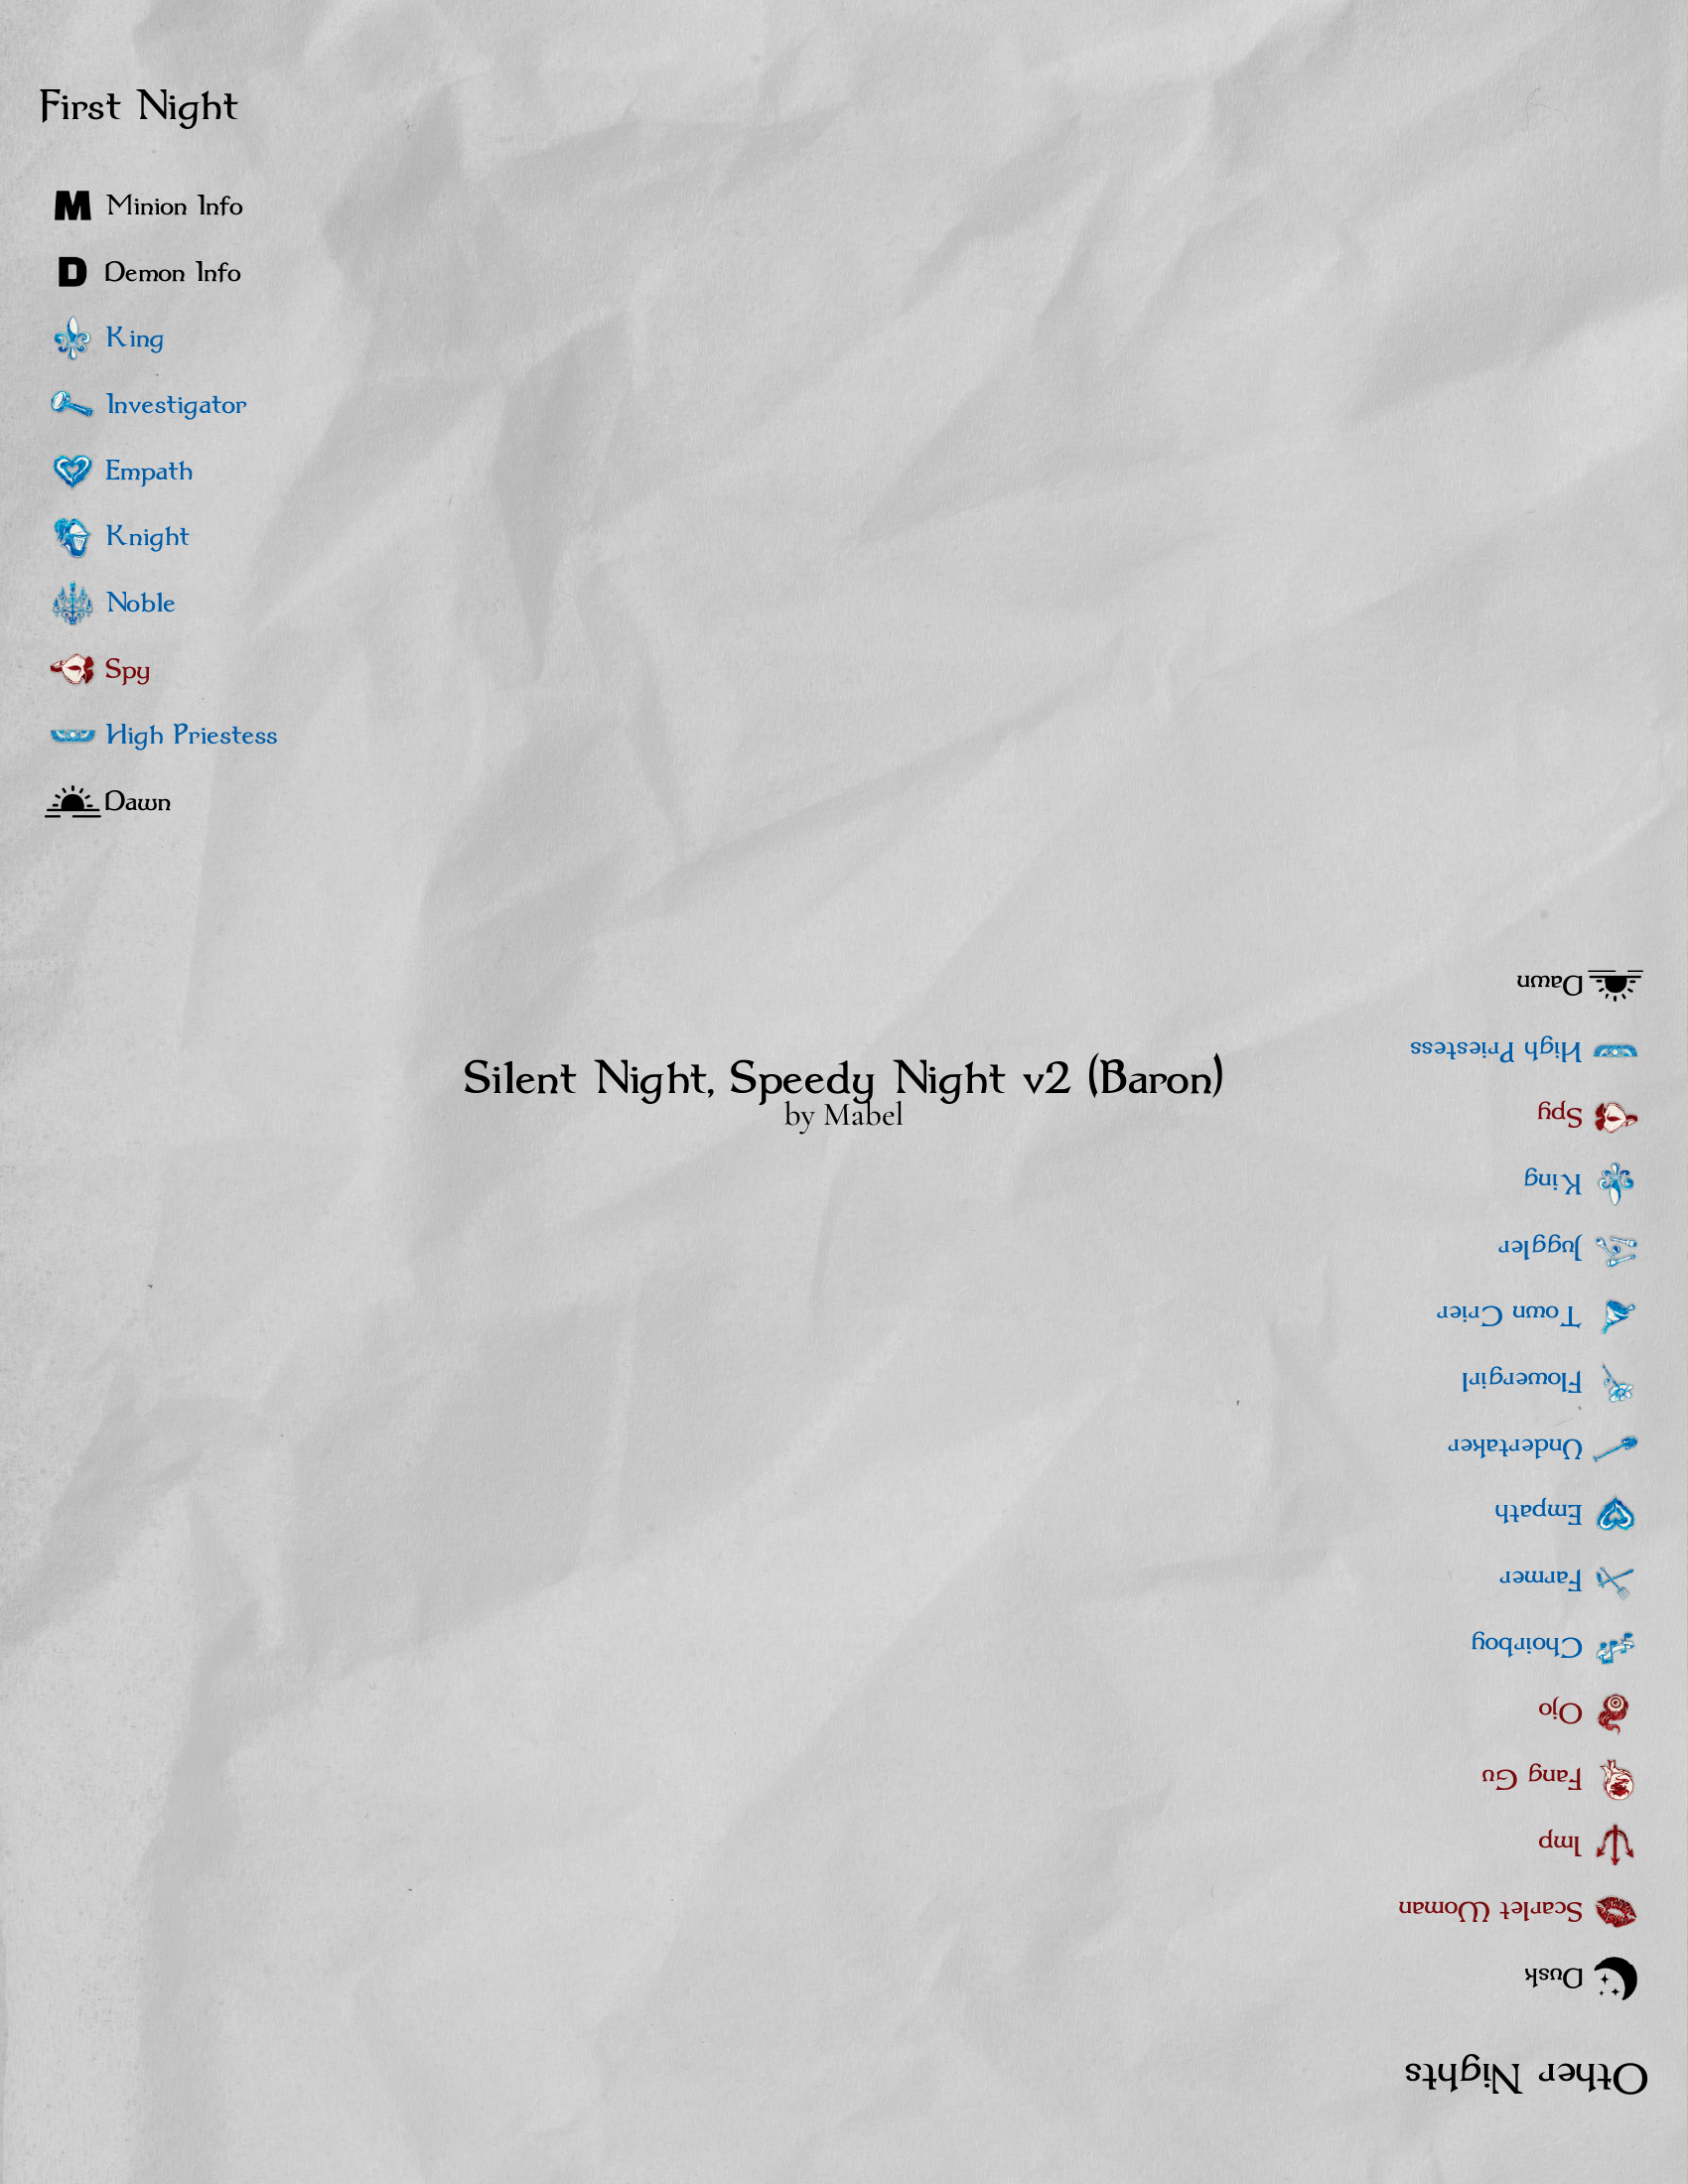 First Night
M Minion Info
D Demon Info
King
Investigator
Empath
Knight
Noble
Spy
High Priestess
Dawn
Silent Night, Speedy Night v2 (Baron)
by Mabel
Other Nights
Dusk
Scarlet Woman
Imp
Fang Gu
Ojo
Choirboy
Farmer
Empath
Undertaker
Flowergirl
Town Crier
Juggler
King
Spy
High Priestess
Dawn